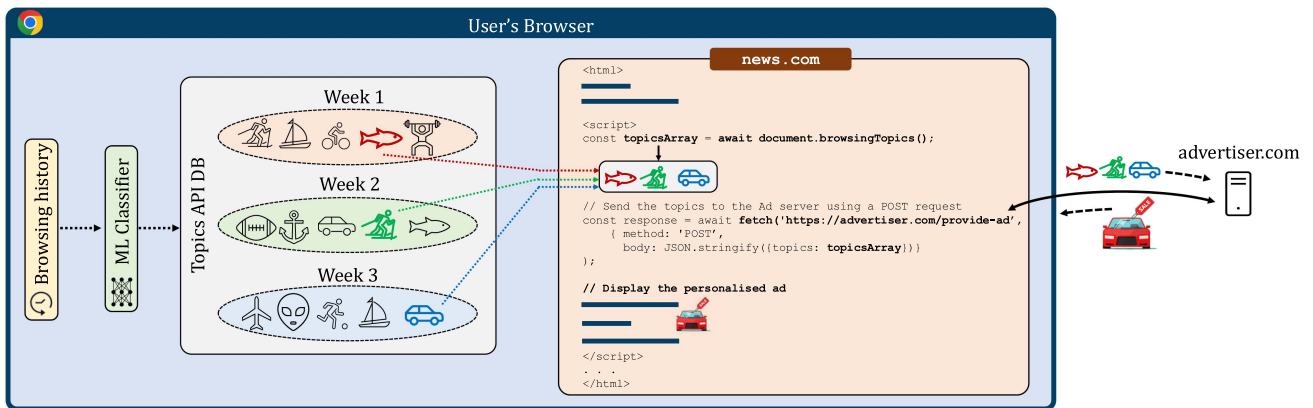 User's Browser
Browsing history
ML Classifier
Topics API DB
Week 1
Week 2
Week 3
news.com
<html>
<script>
const topicsArray = await document.browsingTopics();
// Send the topics to the Ad server using a POST request
const response = await fetch('https://advertiser.com/provide-ad’,
{ method: 'POST’,
body: JSON.stringify({topics: topicsArray})}
);
// Display the personalised ad
SALE
</script>
. . .
</html>
advertiser.com
SALE